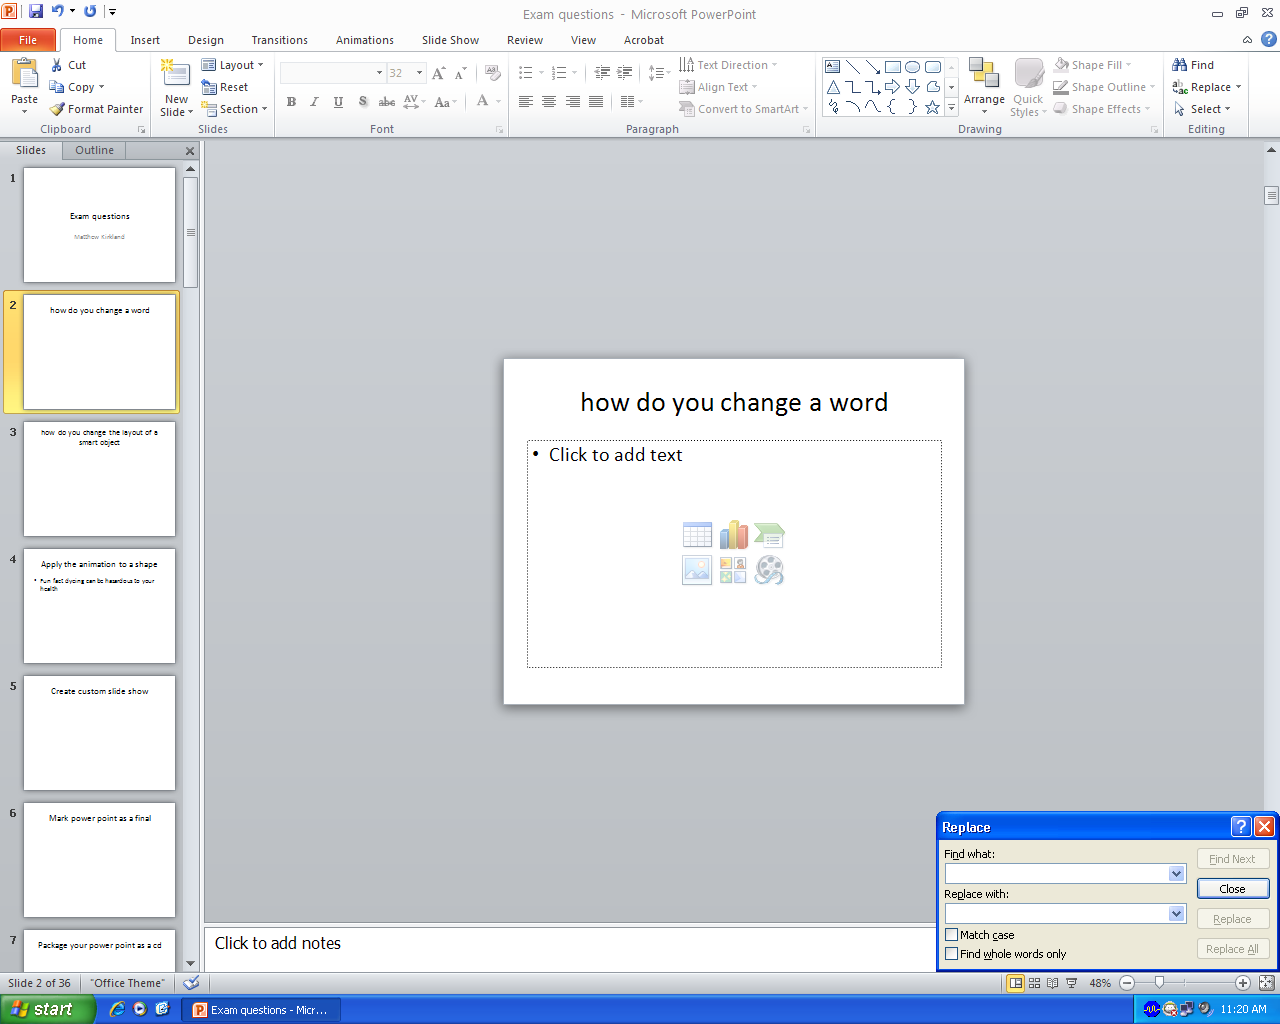 Exam questions - Microsoft PowerPoint
File Home Insert Design Transitions Animations Slide Show Review View Acrobat
Paste
Cut
Copy
Format Painter
Clipboard
New Slide
Layout
Reset
Section
Slides
32
B I U S abc AV Aa A
Font
Text Direction
Align Text
Convert to SmartArt
Paragraph
Arrange
Quick Styles
Shape Fill
Shape Outline
Shape Effects
Drawing
Find
Replace
Select
Editing
Slides Outline
1
Exam questions
Matthew Kirkland
2
how do you change a word
3
how do you change the layout of a
smart object
4
Apply the animation to a shape
• Fun fact dycing can be hazardous to your
health
5
Create custom slide show
6
Mark power point as a final
7
Package your power point as a cd
how do you change a word
• Click to add text
Click to add notes
Replace
Find what:
Find Next
Close
Replace with:
Replace
Match case
Find whole words only
Replace All
Slide 2 of 36 "Office Theme" 48%
start
Exam questions - Micr...
11:20 AM